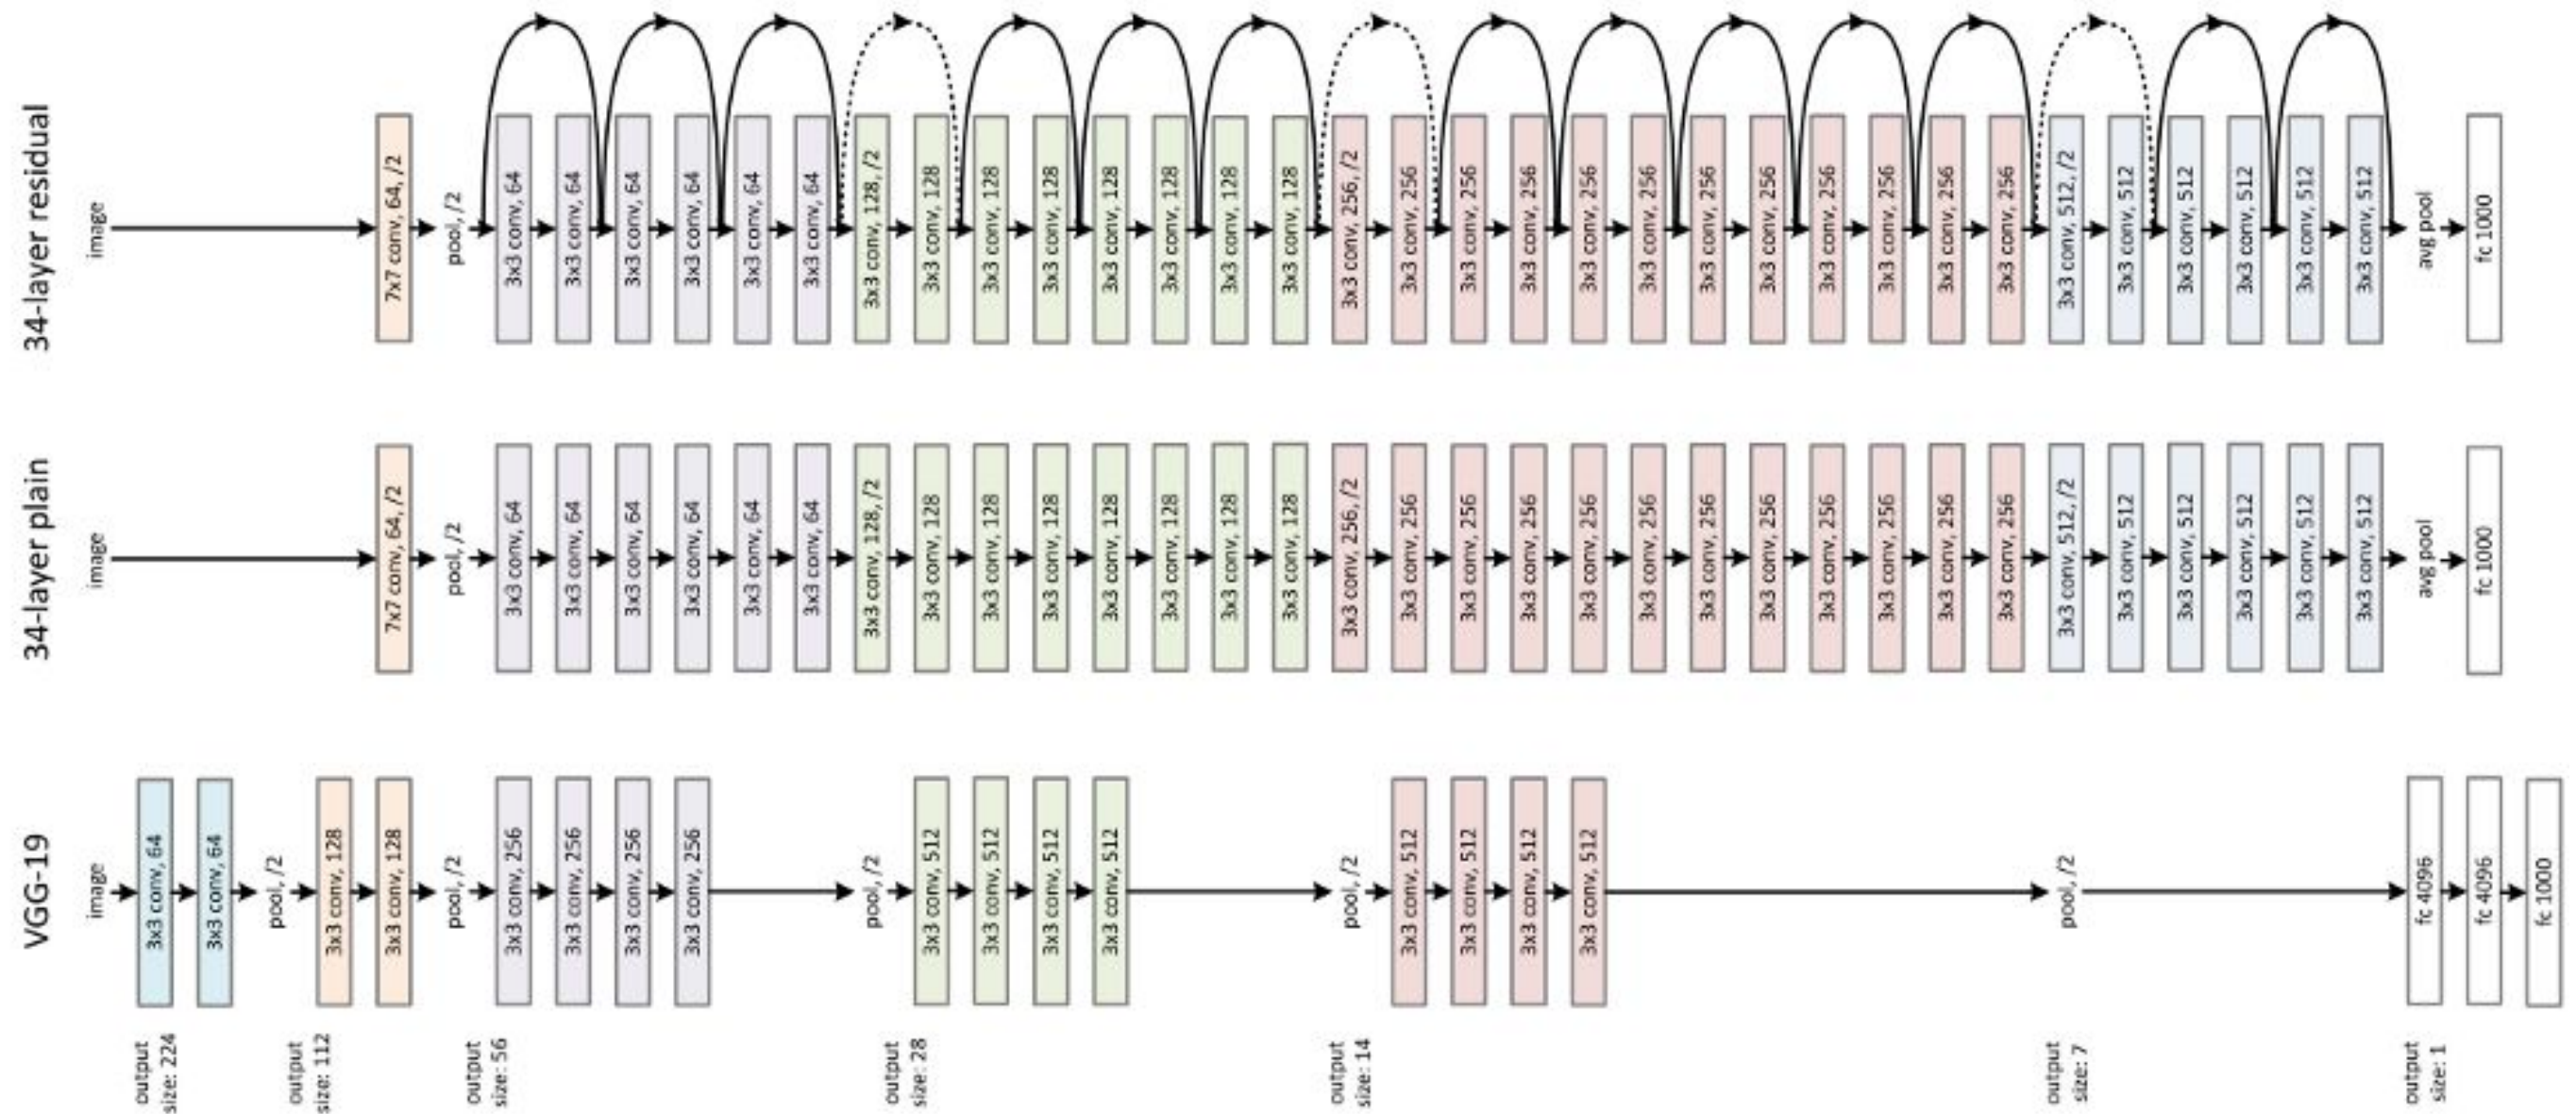 34-layer residual
image
7x7 conv, 64, /2
pool, /2
3x3 conv, 64
3x3 conv, 64
3x3 conv, 64
3x3 conv, 64
3x3 conv, 64
3x3 conv, 64
3x3 conv, 128, /2
3x3 conv, 128
3x3 conv, 128
3x3 conv, 128
3x3 conv, 128
3x3 conv, 128
3x3 conv, 128
3x3 conv, 128
3x3 conv, 256, /2
3x3 conv, 256
3x3 conv, 256
3x3 conv, 256
3x3 conv, 256
3x3 conv, 256
3x3 conv, 256
3x3 conv, 256
3x3 conv, 256
3x3 conv, 256
3x3 conv, 256
3x3 conv, 256
3x3 conv, 512, /2
3x3 conv, 512
3x3 conv, 512
3x3 conv, 512
3x3 conv, 512
3x3 conv, 512
avg pool
fc 1000
34-layer plain
image
7x7 conv, 64, /2
pool, /2
3x3 conv, 64
3x3 conv, 64
3x3 conv, 64
3x3 conv, 64
3x3 conv, 64
3x3 conv, 64
3x3 conv, 128, /2
3x3 conv, 128
3x3 conv, 128
3x3 conv, 128
3x3 conv, 128
3x3 conv, 128
3x3 conv, 128
3x3 conv, 128
3x3 conv, 256, /2
3x3 conv, 256
3x3 conv, 256
3x3 conv, 256
3x3 conv, 256
3x3 conv, 256
3x3 conv, 256
3x3 conv, 256
3x3 conv, 256
3x3 conv, 256
3x3 conv, 256
3x3 conv, 256
3x3 conv, 512, /2
3x3 conv, 512
3x3 conv, 512
3x3 conv, 512
3x3 conv, 512
3x3 conv, 512
avg pool
fc 1000
VGG-19
image
3x3 conv, 64
3x3 conv, 64
pool, /2
3x3 conv, 128
3x3 conv, 128
pool, /2
3x3 conv, 256
3x3 conv, 256
3x3 conv, 256
3x3 conv, 256
pool, /2
3x3 conv, 512
3x3 conv, 512
3x3 conv, 512
3x3 conv, 512
pool, /2
3x3 conv, 512
3x3 conv, 512
3x3 conv, 512
3x3 conv, 512
pool, /2
fc 4096
fc 4096
fc 1000
output
size: 224
output
size: 112
output
size: 56
output
size: 28
output
size: 14
output
size: 7
output
size: 1